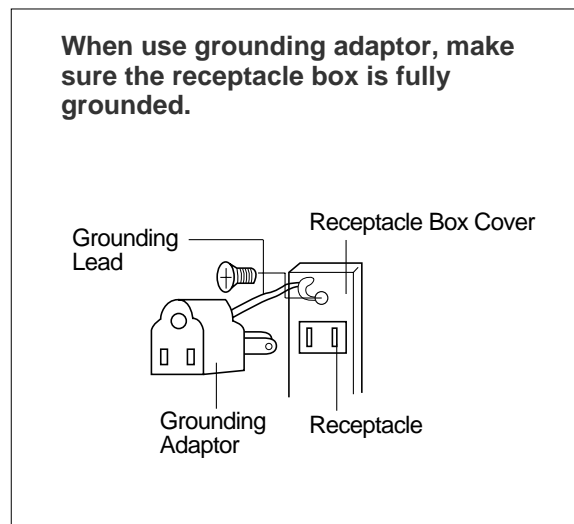 When use grounding adaptor, make
sure the receptacle box is fully
grounded.
Receptacle Box Cover
Grounding
Lead
Grounding
Adaptor
Receptacle